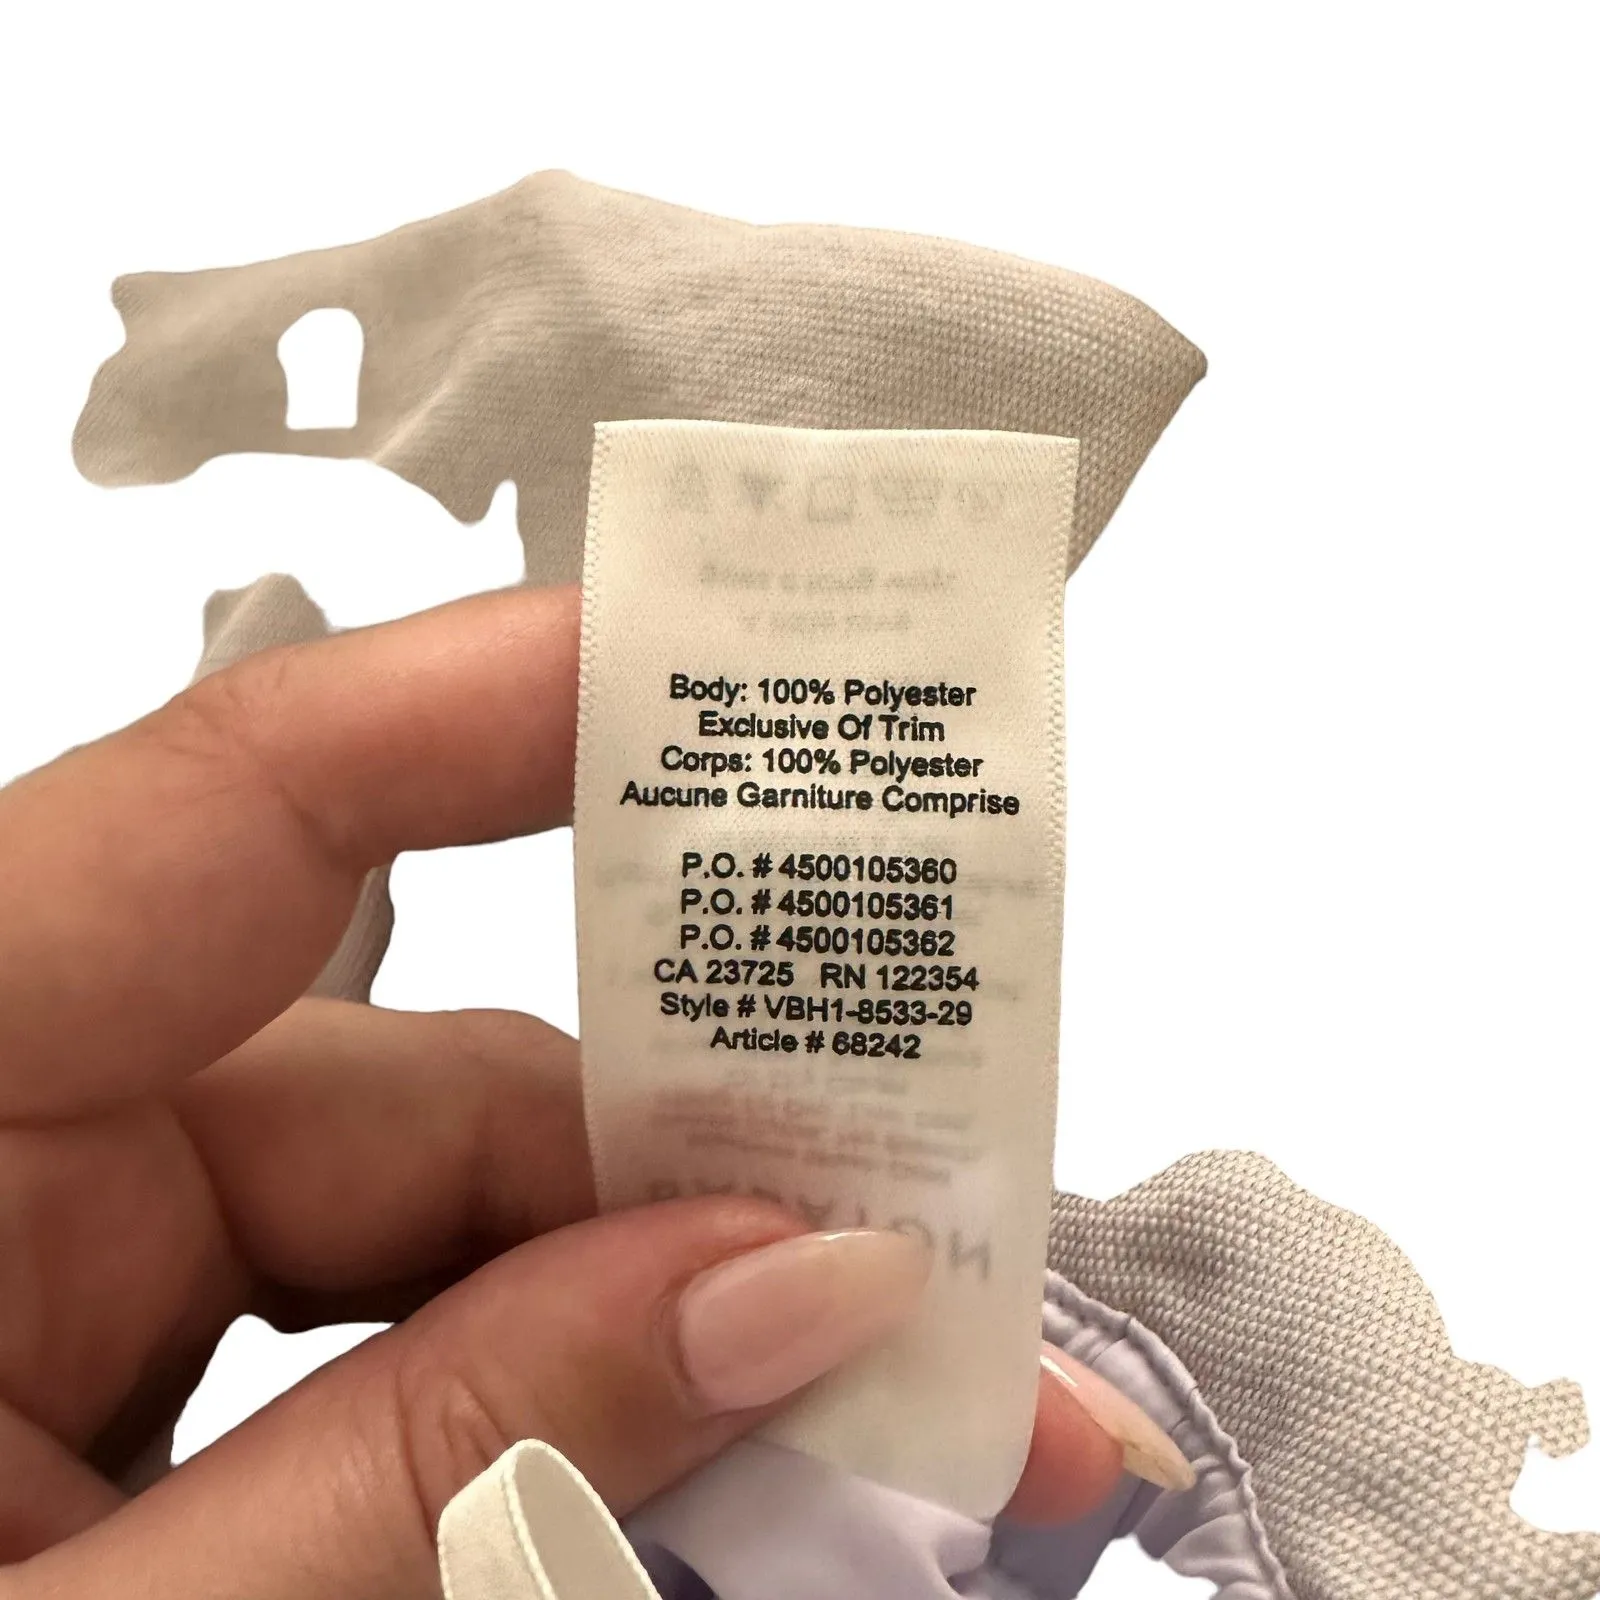 Body: 100% Polyester
Exclusive Of Trim
Corps: 100% Polyester
Aucune Garniture Comprise
P.O. # 4500105360
P.O. # 4500105361
P.O. # 4500105362
CA 23725 RN 122354
Style # VBH1-8533-29
Article # 68242